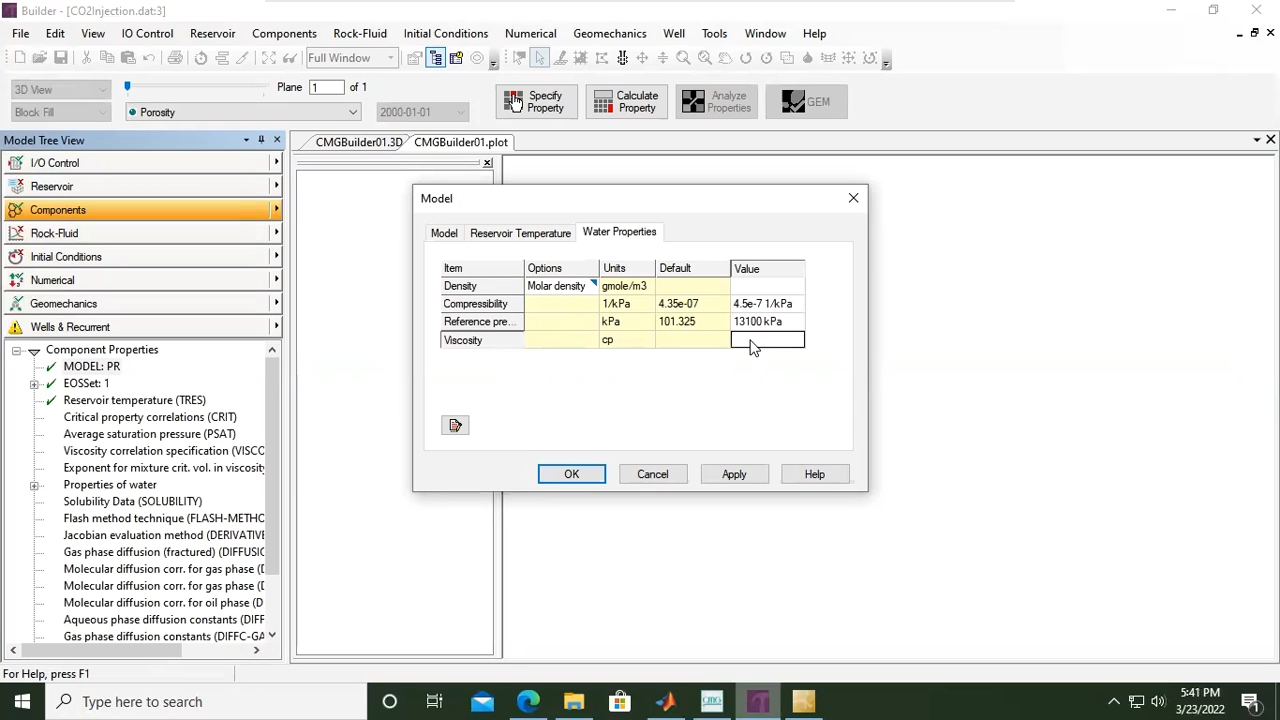 Builder - [CO2Injection.dat:3]
File Edit View IO Control Reservoir Components Rock-Fluid Initial Conditions Numerical Geomechanics Well Tools Window Help
Full Window
3D View Plane 1 of 1 Specify Property Calculate Property Analyze Properties GEM
Block Fill Porosity 2000-01-01
Model Tree View
CMGBuilder01.3D CMGBuilder01.plot
I/O Control
Reservoir
Components
Rock-Fluid
Initial Conditions
Numerical
Geomechanics
Wells & Recurrent
Component Properties
MODEL: PR
EOSSet: 1
Reservoir temperature (TRES)
Critical property correlations (CRIT)
Average saturation pressure (PSAT)
Viscosity correlation specification (VISCO
Exponent for mixture crit. vol. in viscosity
Properties of water
Solubility Data (SOLUBILITY)
Flash method technique (FLASH-METHO
Jacobian evaluation method (DERIVATIVE
Gas phase diffusion (fractured) (DIFFUSIO
Molecular diffusion corr. for gas phase (D
Molecular diffusion corr. for gas phase (D
Molecular diffusion corr. for oil phase (D
Aqueous phase diffusion constants (DIFFC
Gas phase diffusion constants (DIFFC-GA
Model
Model Reservoir Temperature Water Properties
Item Options Units Default Value
Density Molar density gmole/m3
Compressibility 1/kPa 4.35e-07 4.5e-7 1/kPa
Reference pre... kPa 101.325 13100 kPa
Viscosity cp
OK Cancel Apply Help
For Help, press F1
Type here to search
5:41 PM
3/23/2022